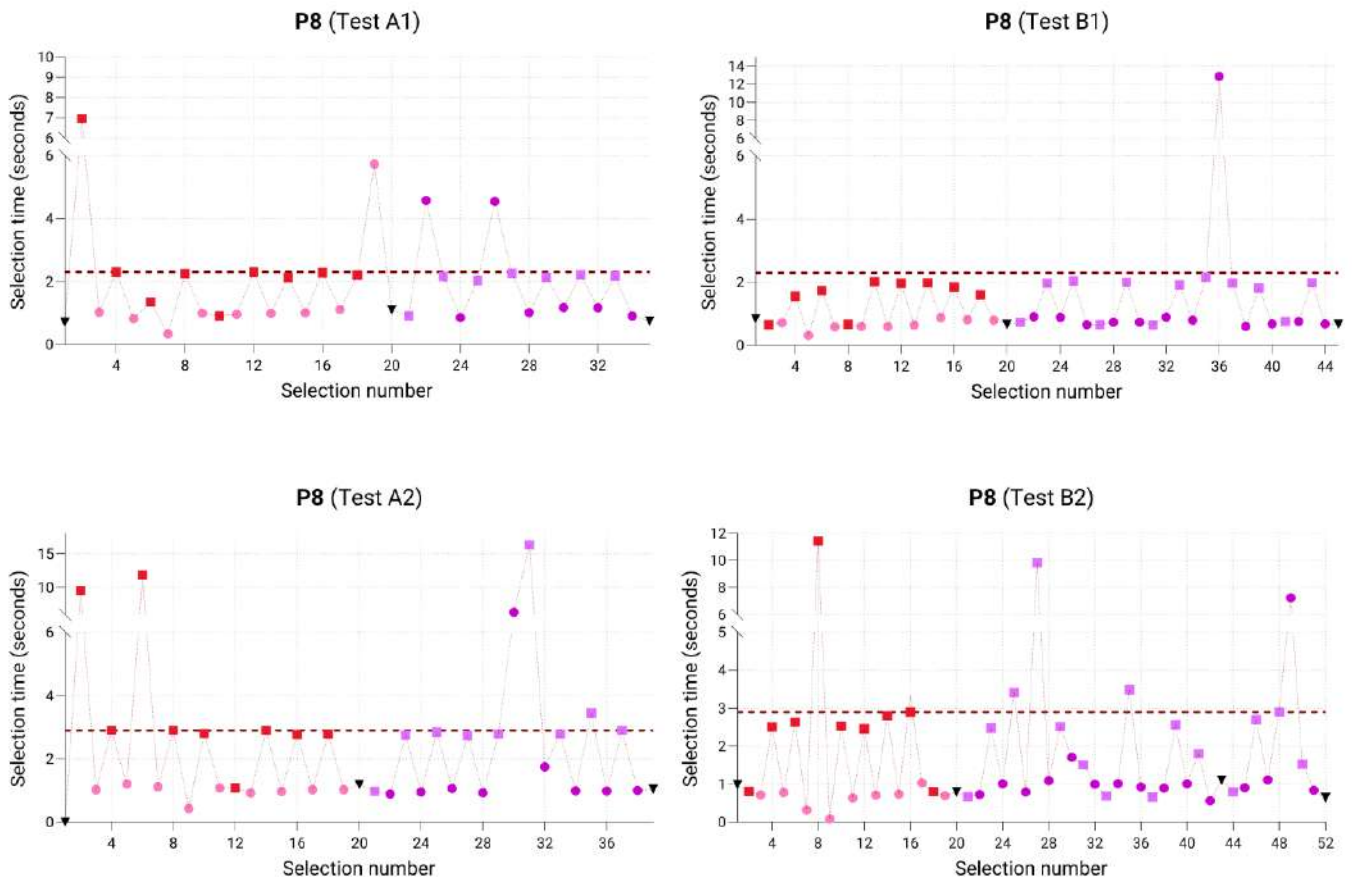 P8 (Test A1)
10
9
8
7
6
6
4
2
0
Selection time (seconds)
4 8 12 16 20 24 28 32
Selection number
P8 (Test B1)
14
12
10
8
6
6
4
2
0
Selection time (seconds)
4 8 12 16 20 24 28 32 36 40 44
Selection number
P8 (Test A2)
15
10
6
4
2
0
Selection time (seconds)
4 8 12 16 20 24 28 32 36
Selection number
P8 (Test B2)
12
10
8
6
5
4
3
2
1
0
Selection time (seconds)
4 8 12 16 20 24 28 32 36 40 44 48 52
Selection number